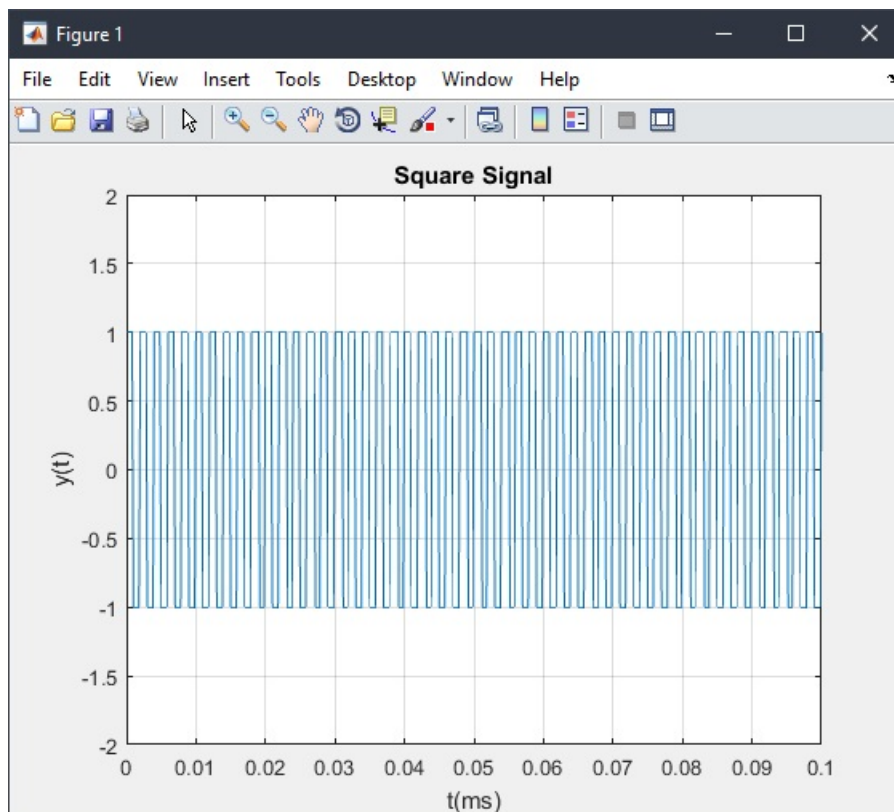 Figure 1
File Edit View Insert Tools Desktop Window Help
Square Signal
2
1.5
1
0.5
0
-0.5
-1
-1.5
-2
y(t)
0 0.01 0.02 0.03 0.04 0.05 0.06 0.07 0.08 0.09 0.1
t(ms)